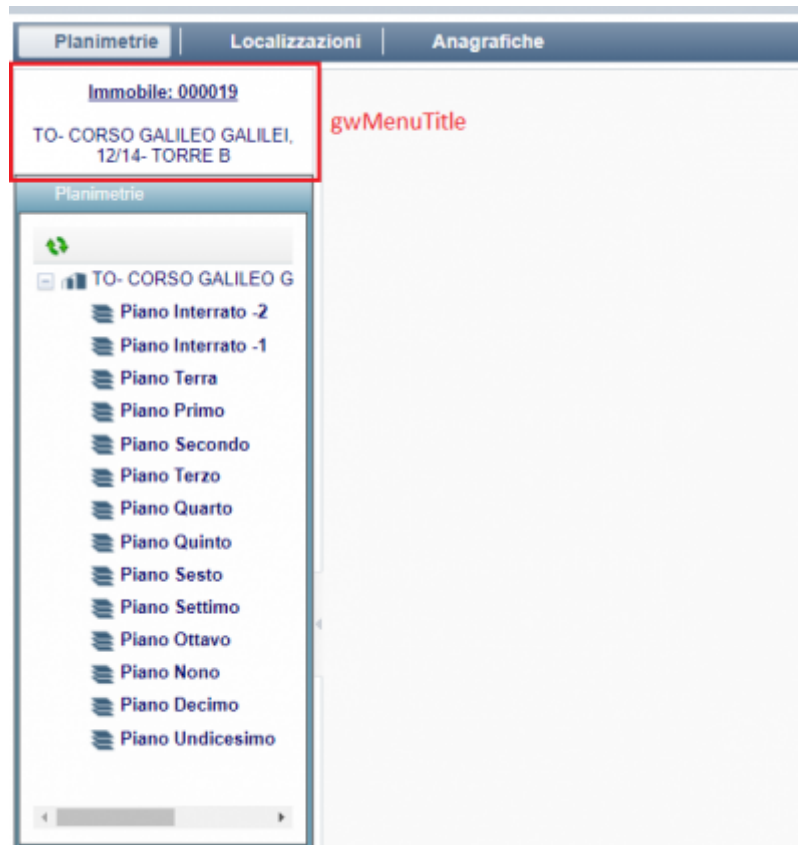 Planimetrie Localizzazioni Anagrafiche
Immobile: 000019
TO- CORSO GALILEO GALILEI,
12/14- TORRE B
gwMenuTitle
Planimetrie
TO- CORSO GALILEO G
Piano Interrato -2
Piano Interrato -1
Piano Terra
Piano Primo
Piano Secondo
Piano Terzo
Piano Quarto
Piano Quinto
Piano Sesto
Piano Settimo
Piano Ottavo
Piano Nono
Piano Decimo
Piano Undicesimo